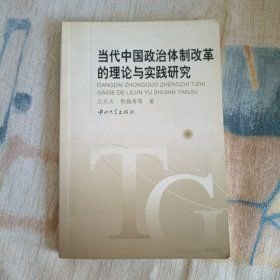 当代中国政治体制改革
的理论与实践研究
DANGDAI ZHONGGUO ZHENGZHI TIZHI
GAIGE DE LILUN YU SHIJIAN YANJIU
王乐夫 郭巍青等 著
中山大学出版社
TG